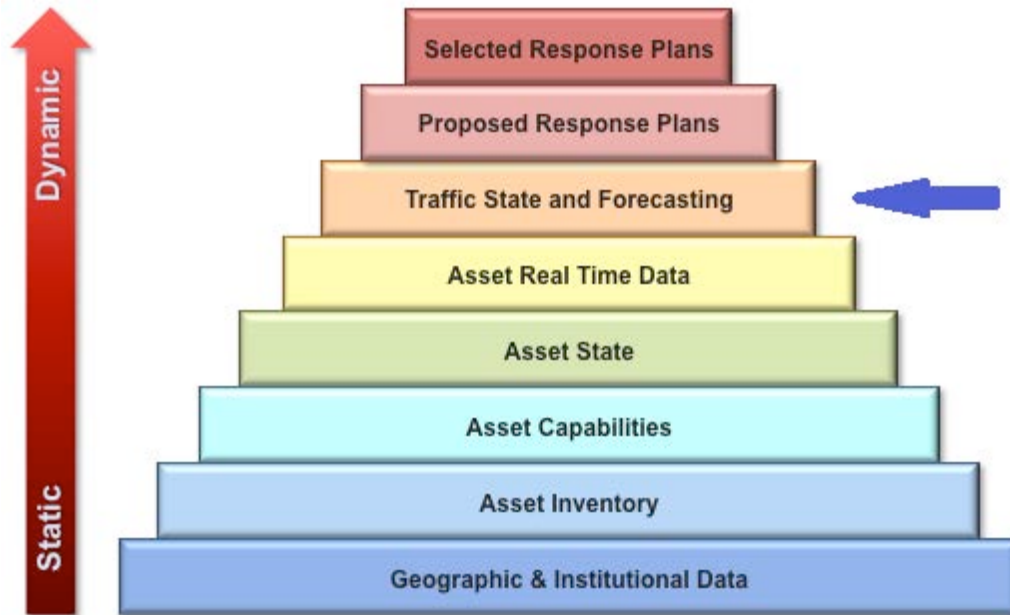 Dynamic
Static
Selected Response Plans
Proposed Response Plans
Traffic State and Forecasting
Asset Real Time Data
Asset State
Asset Capabilities
Asset Inventory
Geographic & Institutional Data